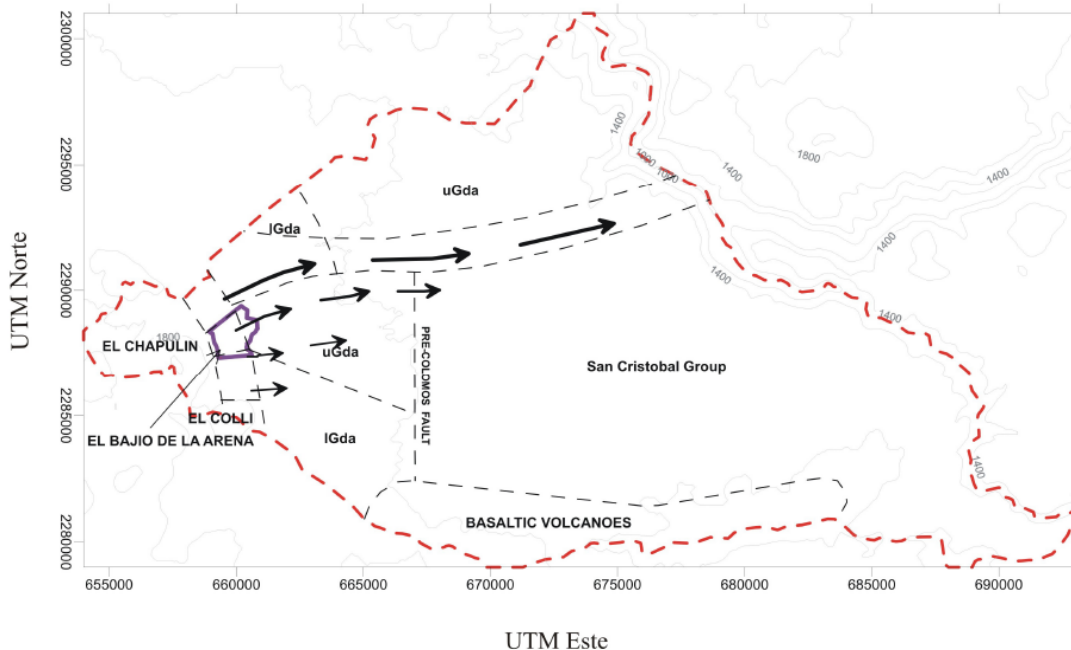 2300000
2295000
2290000
2285000
2280000
UTM Norte
1400
1000
1000
1400
1800
1400
1400
1400
1400
1400
1800
uGda
lGda
EL CHAPULIN
uGda
PRE-COLOMOS FAULT
San Cristobal Group
EL COLLI
EL BAJIO DE LA ARENA
lGda
BASALTIC VOLCANOES
655000 660000 665000 670000 675000 680000 685000 690000
UTM Este